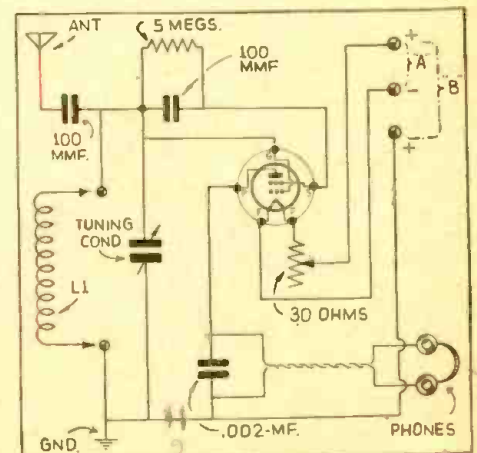 ANT
5 MEGS.
100
MMF
100
MMF.
+
A
-
B
+
TUNING
COND
L1
30 OHMS
.002-MF.
PHONES
GND.